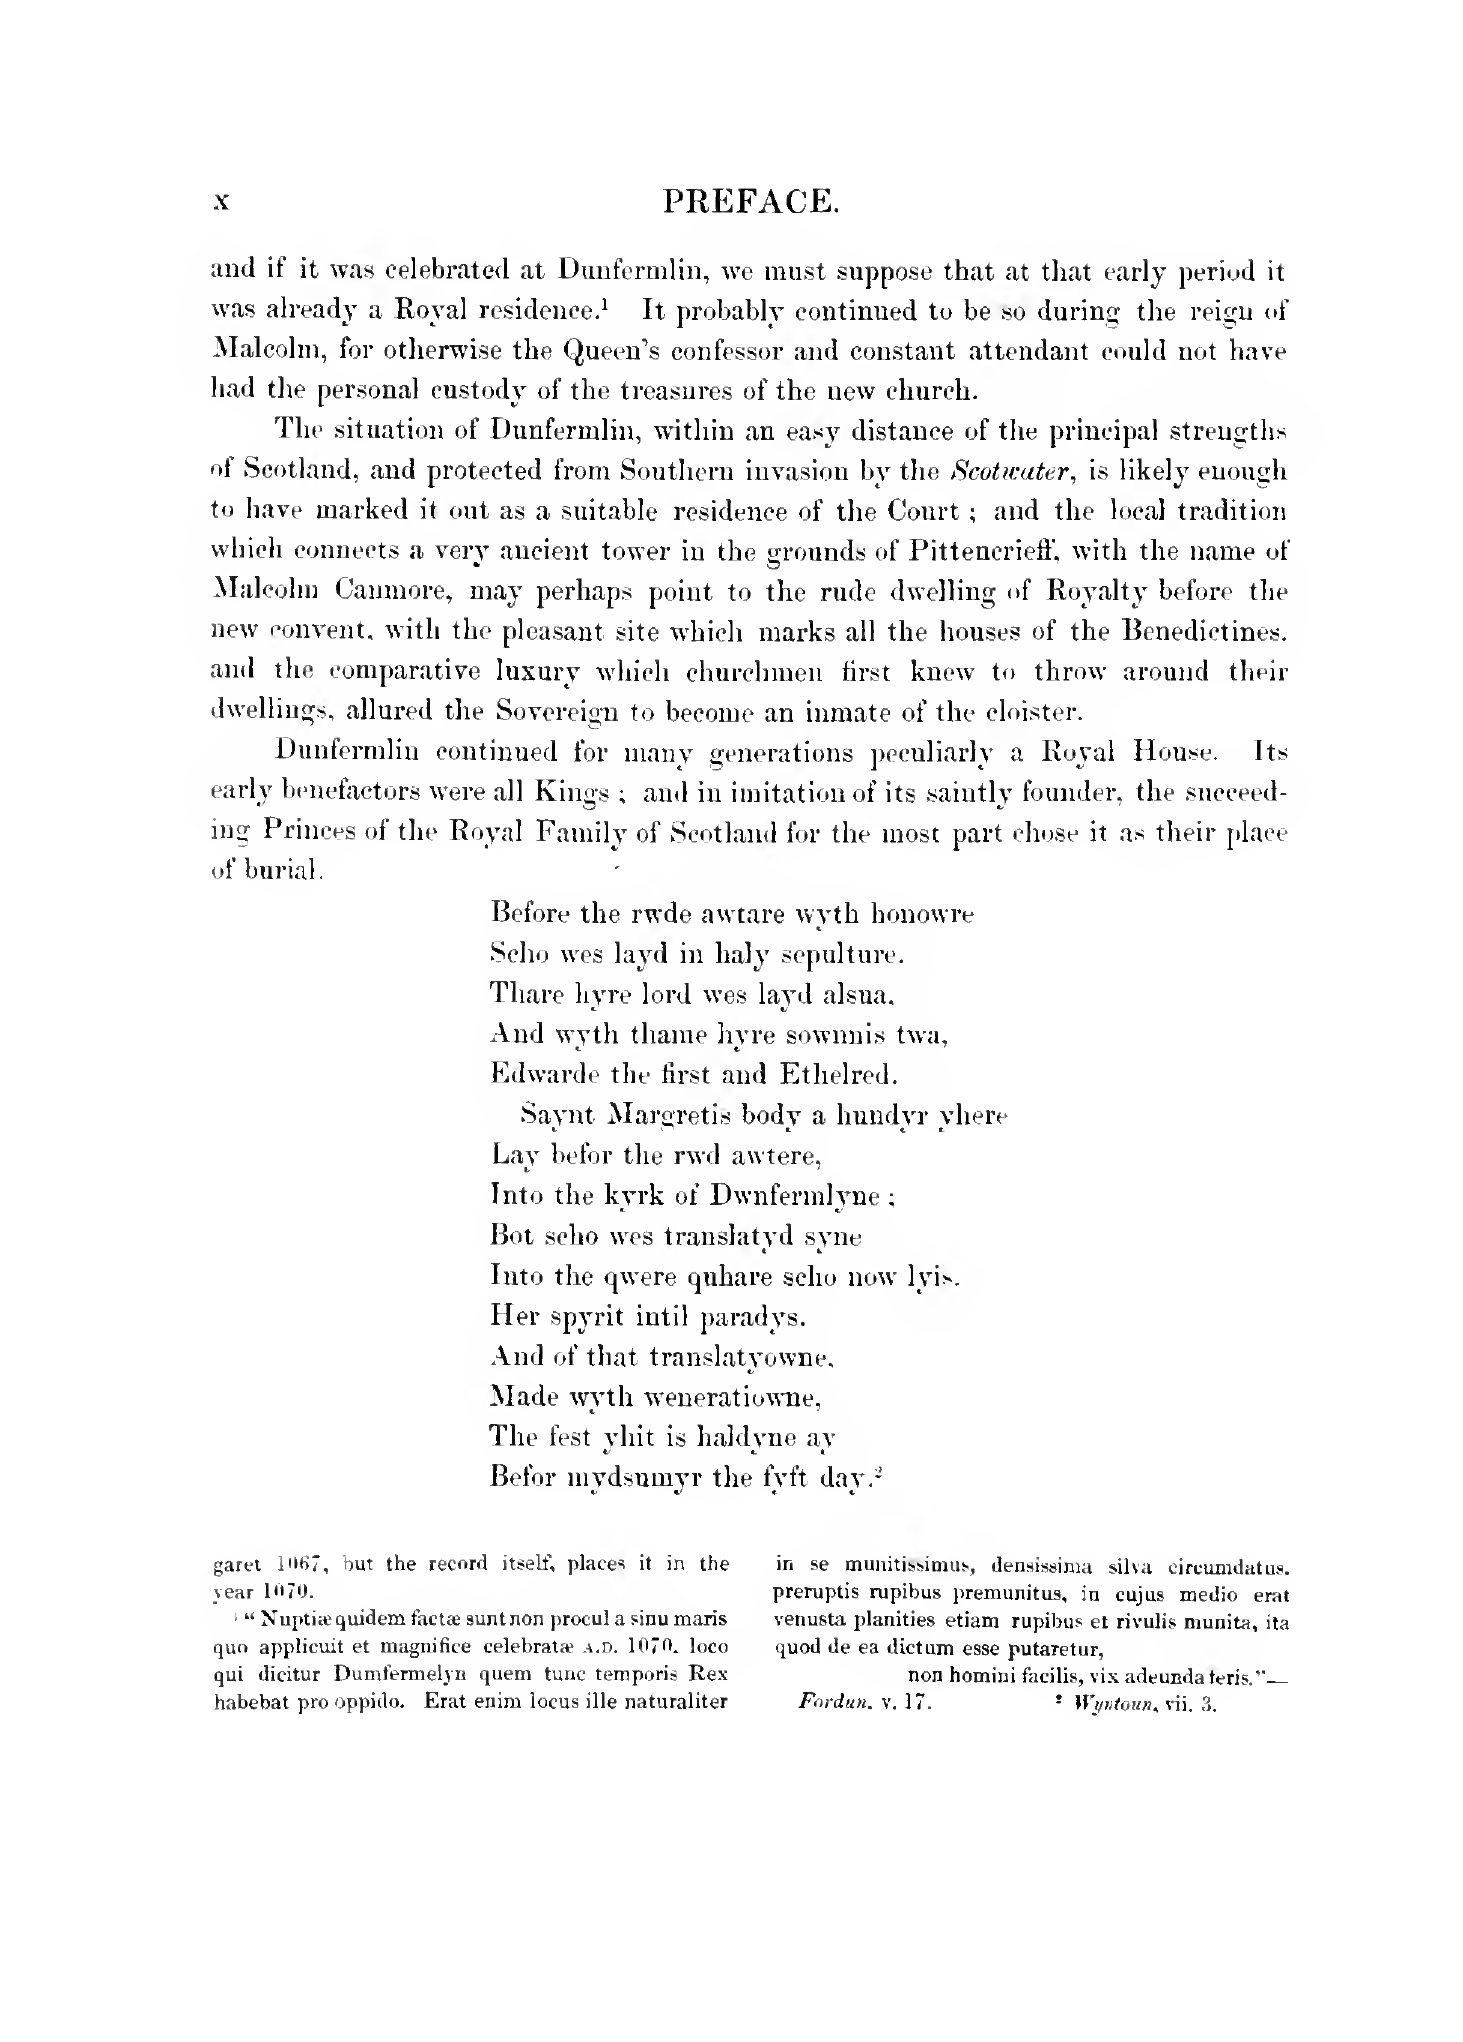 x PREFACE.
and if it was celebrated at Dunfermlin, we must suppose that at that early period it
was already a Royal residence.¹ It probably continued to be so during the reign of
Malcolm, for otherwise the Queen's confessor and constant attendant could not have
had the personal custody of the treasures of the new church.
The situation of Dunfermlin, within an easy distance of the principal strengths
of Scotland, and protected from Southern invasion by the Scotwater, is likely enough
to have marked it out as a suitable residence of the Court ; and the local tradition
which connects a very ancient tower in the grounds of Pittencrieff, with the name of
Malcolm Canmore, may perhaps point to the rude dwelling of Royalty before the
new convent, with the pleasant site which marks all the houses of the Benedictines,
and the comparative luxury which churchmen first knew to throw around their
dwellings, allured the Sovereign to become an inmate of the cloister.
Dunfermlin continued for many generations peculiarly a Royal House. Its
early benefactors were all Kings ; and in imitation of its saintly founder, the succeed-
ing Princes of the Royal Family of Scotland for the most part chose it as their place
of burial.
Before the rwde awtare wyth honowre
Scho wes layd in haly sepulture.
Thare hyre lord wes layd alsua,
And wyth thame hyre sownnis twa,
Edwarde the first and Ethelred.
Saynt Margretis body a hundyr yhere
Lay befor the rwd awtere,
Into the kyrk of Dwnfermlyne ;
Bot scho wes translatyd syne
Into the qwere quhare scho now lyis.
Her spyrit intil paradys.
And of that translatyowne,
Made wyth weneratiowne,
The fest yhit is haldyne ay
Befor mydsumyr the fyft day.²
garet 1067, but the record itself, places it in the
year 1070.
¹ “ Nuptiæ quidem factæ sunt non procul a sinu maris
quo applicuit et magnifice celebratæ A.D. 1070. loco
qui dicitur Dumfermelyn quem tunc temporis Rex
habebat pro oppido. Erat enim locus ille naturaliter
in se munitissimus, densissima silva circumdatus.
preruptis rupibus premunitus, in cujus medio erat
venusta planities etiam rupibus et rivulis munita, ita
quod de ea dictum esse putaretur,
non homini facilis, vix adeunda feris.”—
Fordun. v. 17. ² Wyntoun, vii. 3.